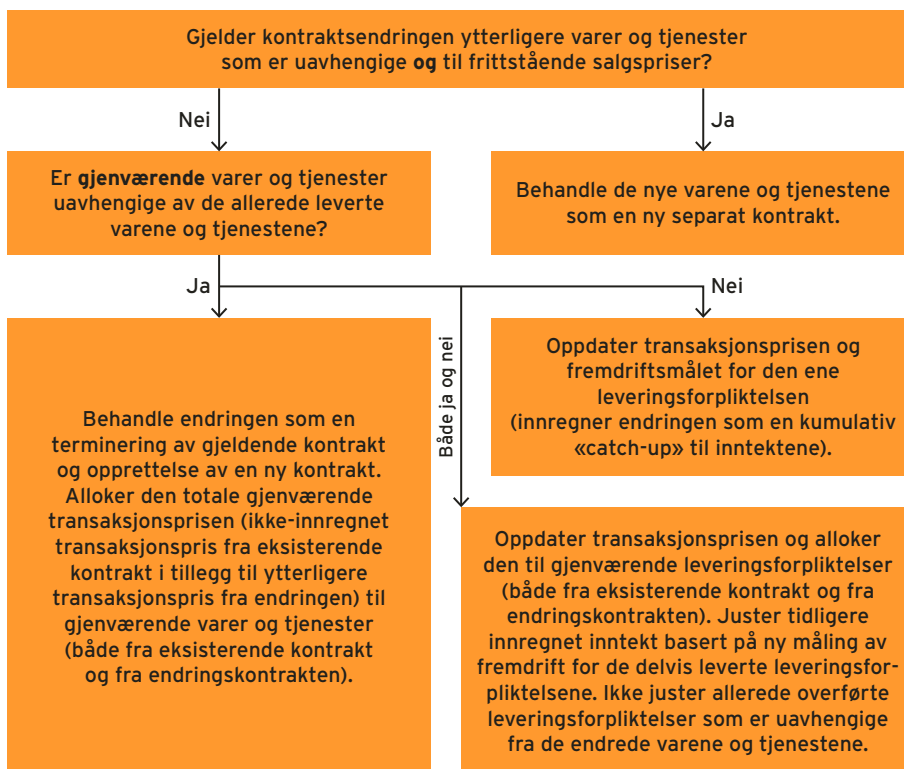 Gjelder kontraktsendringen ytterligere varer og tjenester
som er uavhengige og til frittstående salgspriser?
Nei
Ja
Er gjenværende varer og tjenester
uavhengige av de allerede leverte
varene og tjenestene?
Behandle de nye varene og tjenestene
som en ny separat kontrakt.
Ja
Både ja og nei
Nei
Behandle endringen som en
terminering av gjeldende kontrakt
og opprettelse av en ny kontrakt.
Alloker den totale gjenværende
transaksjonsprisen (ikke-innregnet
transaksjonspris fra eksisterende
kontrakt i tillegg til ytterligere
transaksjonspris fra endringen) til
gjenværende varer og tjenester
(både fra eksisterende kontrakt
og fra endringskontrakten).
Oppdater transaksjonsprisen og
fremdriftsmålet for den ene
leveringsforpliktelsen
(innregner endringen som en kumulativ
«catch-up» til inntektene).
Oppdater transaksjonsprisen og alloker
den til gjenværende leveringsforpliktelser
(både fra eksisterende kontrakt og fra
endringskontrakten). Juster tidligere
innregnet inntekt basert på ny måling av
fremdrift for de delvis leverte leveringsfor-
pliktelsene. Ikke juster allerede overførte
leveringsforpliktelser som er uavhengige
fra de endrede varene og tjenestene.